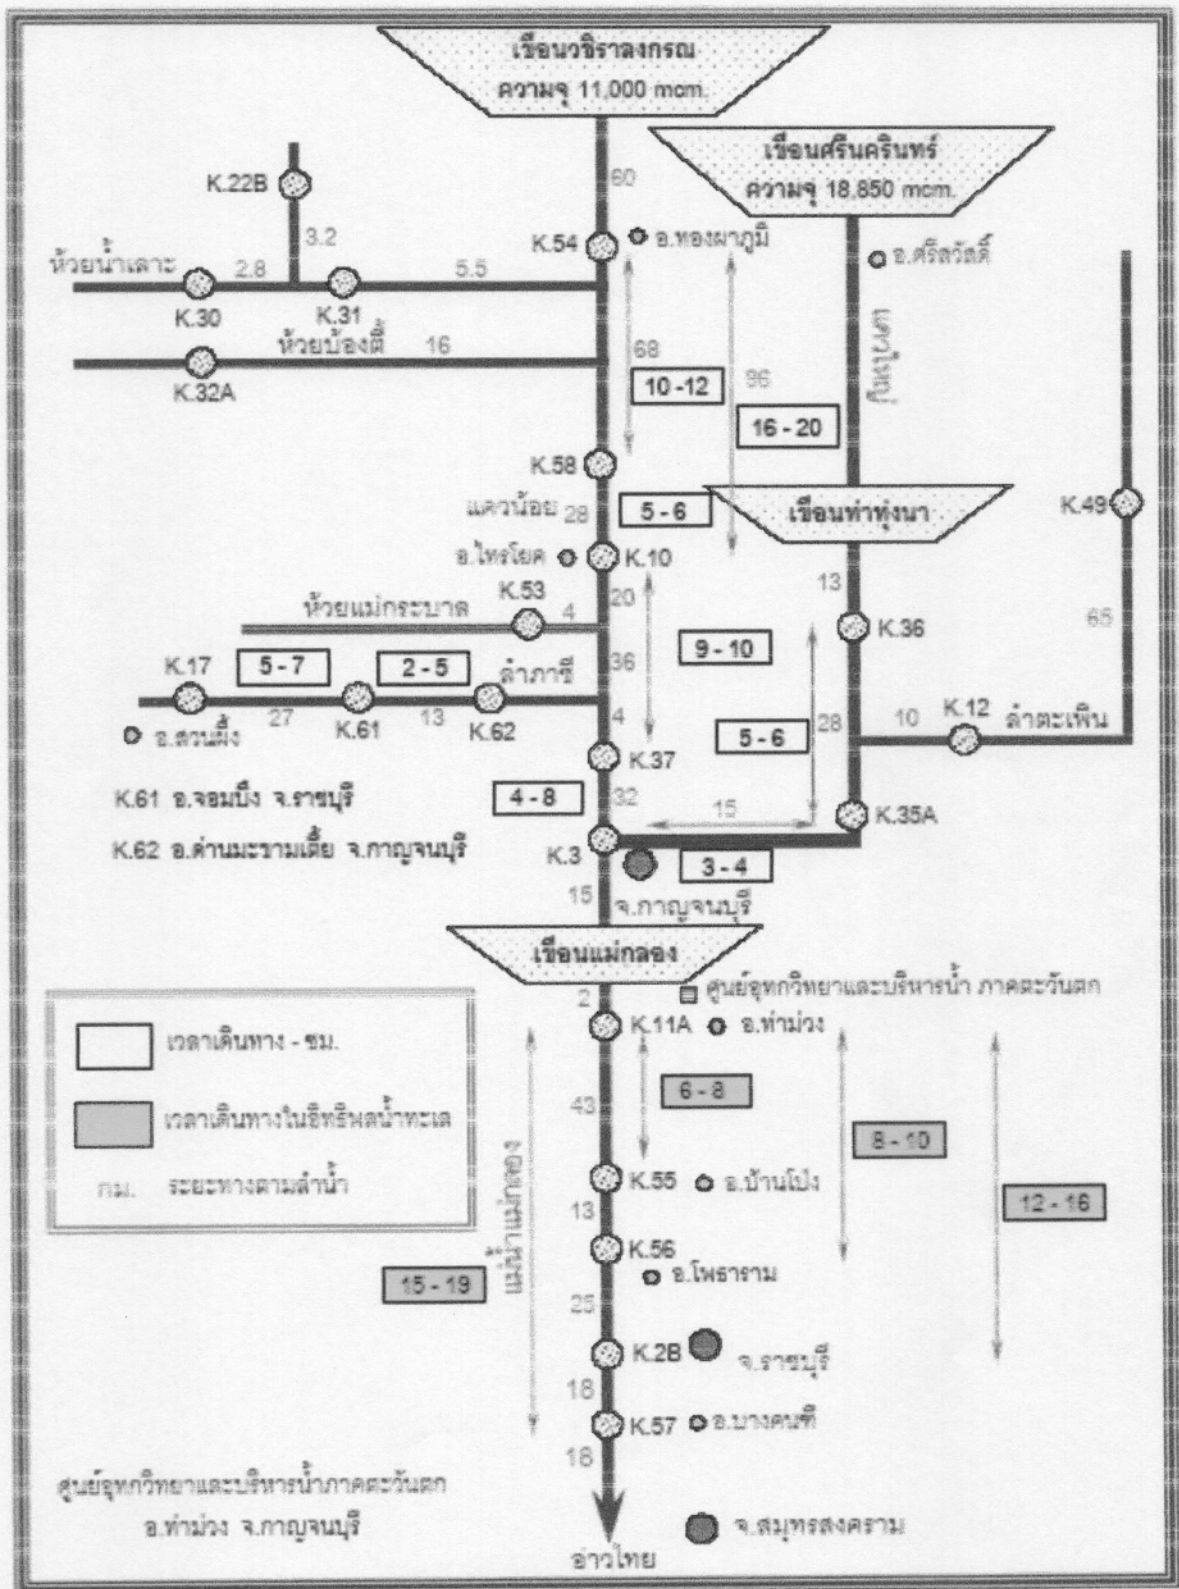 เขื่อนวชิราลงกรณ
ความจุ 11,000 mcm.
เขื่อนศรีนครินทร์
ความจุ 18,850 mcm.
60
K.22B
3.2
K.54
อ.ทองผาภูมิ
อ.ศรีสวัสดิ์
ห้วยน้ำเลาะ
2.8
5.5
K.30
K.31
แควใหญ่
ห้วยบ้องตี้
16
68
K.32A
10 -12
86
16 - 20
K.58
แควน้อย
28
5 - 6
เขื่อนท่าทุ่งนา
K.49
อ.ไทรโยค
K.10
13
K.53
20
ห้วยแม่กระบาล
4
K.36
65
K.17
5 - 7
2 - 5
ลำภาชี
36
9 - 10
27
13
4
5 - 6
28
10
K.12
ลำตะเพิน
K.61
K.62
อ.สวนผึ้ง
K.37
K.61 อ.จอมบึง จ.ราชบุรี
4 - 8
32
15
K.35A
K.62 อ.ด่านมะขามเตี้ย จ.กาญจนบุรี
K.3
3 - 4
15
จ.กาญจนบุรี
เขื่อนแม่กลอง
2
ศูนย์อุทกวิทยาและบริหารน้ำ ภาคตะวันตก
K.11A
อ.ท่าม่วง
เวลาเดินทาง - ชม.
เวลาเดินทางในอิทธิพลน้ำทะเล
กม.
ระยะทางตามลำน้ำ
43
6 - 8
8 - 10
แม่น้ำแม่กลอง
K.55
อ.บ้านโป่ง
12 - 16
13
K.56
อ.โพธาราม
15 - 19
25
K.2B
จ.ราชบุรี
18
K.57
อ.บางคนที
18
ศูนย์อุทกวิทยาและบริหารน้ำภาคตะวันตก
อ.ท่าม่วง จ.กาญจนบุรี
จ.สมุทรสงคราม
อ่าวไทย